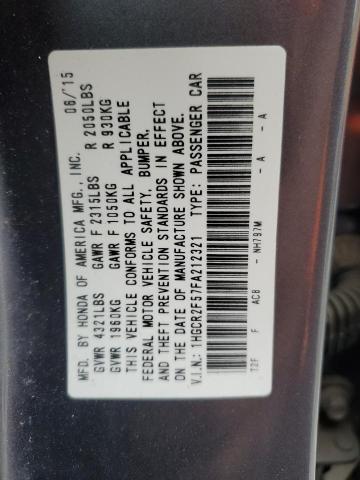 MFD. BY HONDA OF AMERICA MFG., INC. 06/'15
GVWR 4321LBS GAWR F 2315LBS R 2050LBS
GVWR 1960KG GAWR F 1050KG R 930KG
THIS VEHICLE CONFORMS TO ALL APPLICABLE
FEDERAL MOTOR VEHICLE SAFETY, BUMPER,
AND THEFT PREVENTION STANDARDS IN EFFECT
ON THE DATE OF MANUFACTURE SHOWN ABOVE.
V.I.N.: 1HGCR2F57FA212321 TYPE: PASSENGER CAR
T2F F ACB - NH797M - A - A